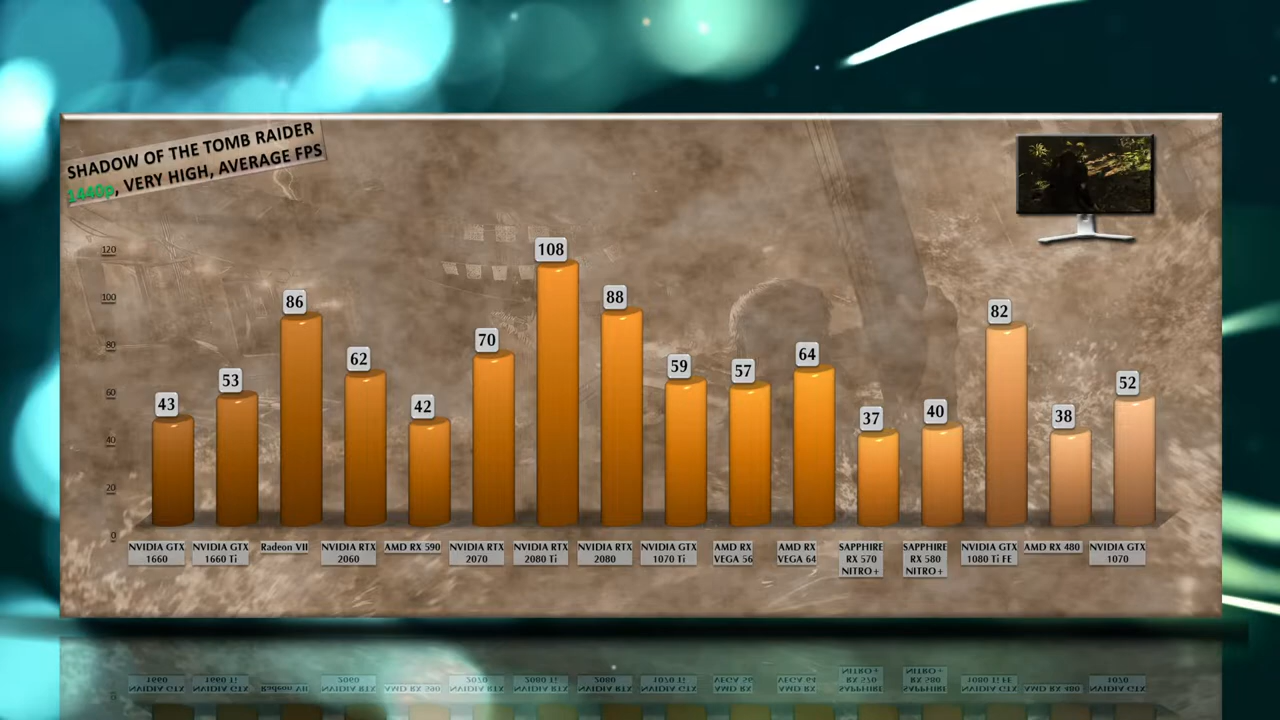 SHADOW OF THE TOMB RAIDER
1440p, VERY HIGH, AVERAGE FPS
120
100
80
60
40
20
0
43
53
86
62
42
70
108
88
59
57
64
37
40
82
38
52
NVIDIA GTX
1660
NVIDIA GTX
1660 Ti
Radeon VII
NVIDIA RTX
2060
AMD RX 590
NVIDIA RTX
2070
NVIDIA RTX
2080 Ti
NVIDIA RTX
2080
NVIDIA GTX
1070 Ti
AMD RX
VEGA 56
AMD RX
VEGA 64
SAPPHIRE
RX 570
NITRO+
SAPPHIRE
RX 580
NITRO+
NVIDIA GTX
1080 Ti FE
AMD RX 480
NVIDIA GTX
1070